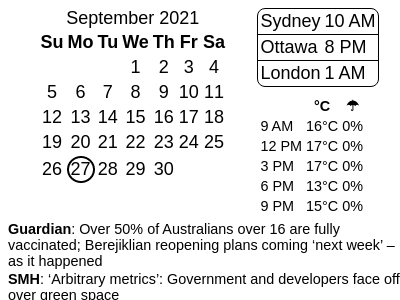 September 2021
Su Mo Tu We Th Fr Sa
1 2 3 4
5 6 7 8 9 10 11
12 13 14 15 16 17 18
19 20 21 22 23 24 25
26 27 28 29 30
Sydney 10 AM
Ottawa 8 PM
London 1 AM
°C ☂
9 AM 16°C 0%
12 PM 17°C 0%
3 PM 17°C 0%
6 PM 13°C 0%
9 PM 15°C 0%
Guardian: Over 50% of Australians over 16 are fully
vaccinated; Berejiklian reopening plans coming ‘next week’ –
as it happened
SMH: ‘Arbitrary metrics’: Government and developers face off
over green space